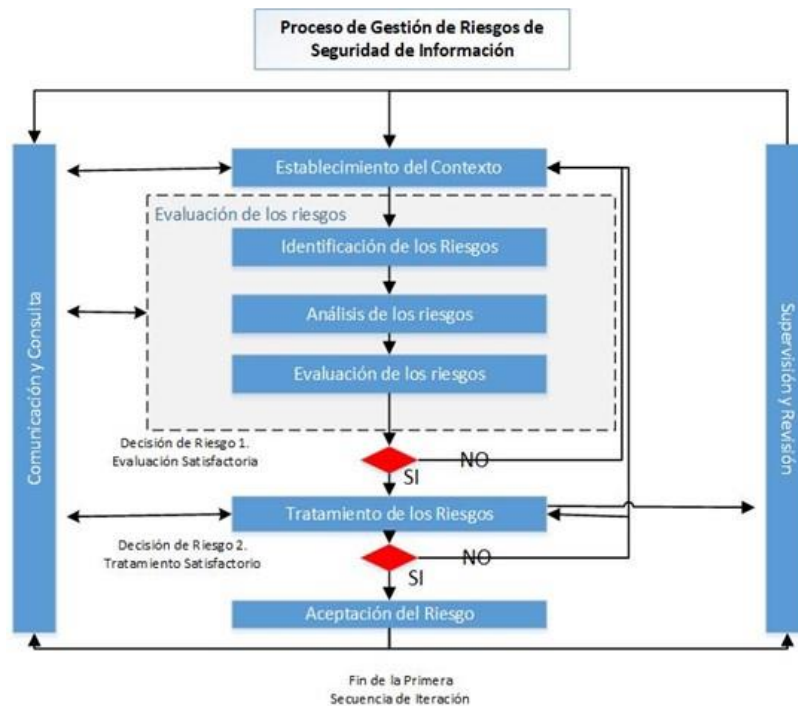 Proceso de Gestión de Riesgos de
Seguridad de Información
Establecimiento del Contexto
Evaluación de los riesgos
Identificación de los Riesgos
Análisis de los riesgos
Evaluación de los riesgos
Comunicación y Consulta
Supervisión y Revisión
Decisión de Riesgo 1.
Evaluación Satisfactoria
NO
SI
Tratamiento de los Riesgos
Decisión de Riesgo 2.
Tratamiento Satisfactorio
NO
SI
Aceptación del Riesgo
Fin de la Primera
Secuencia de Iteración